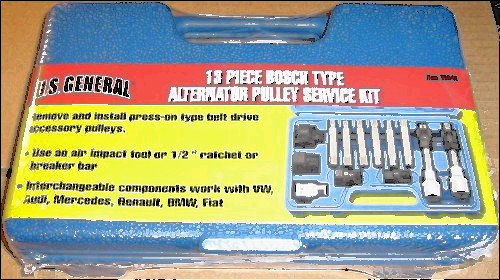 U.S. GENERAL
13 PIECE BOSCH TYPE
ALTERNATOR PULLEY SERVICE KIT
Item
Remove and install press-on type belt drive
accessory pulleys.
• Use an air impact tool or 1/2" ratchet or
breaker bar
• Interchangeable components work with VW,
Audi, Mercedes, Renault, BMW, Fiat